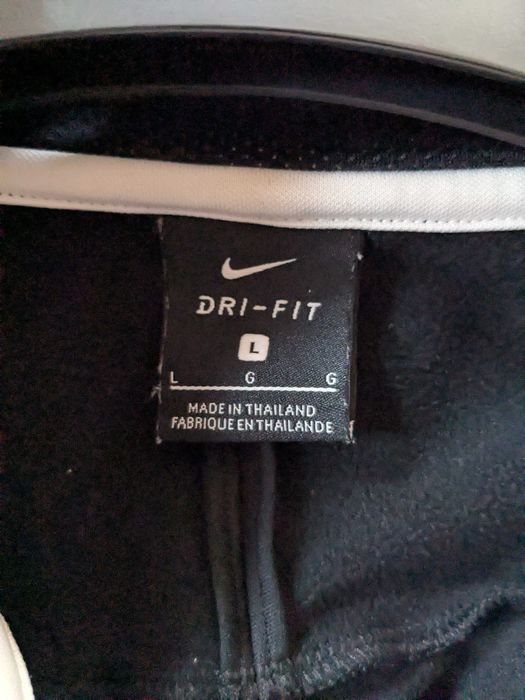 DRI-FIT
L
L G G
MADE IN THAILAND
FABRIQUE EN THAILANDE